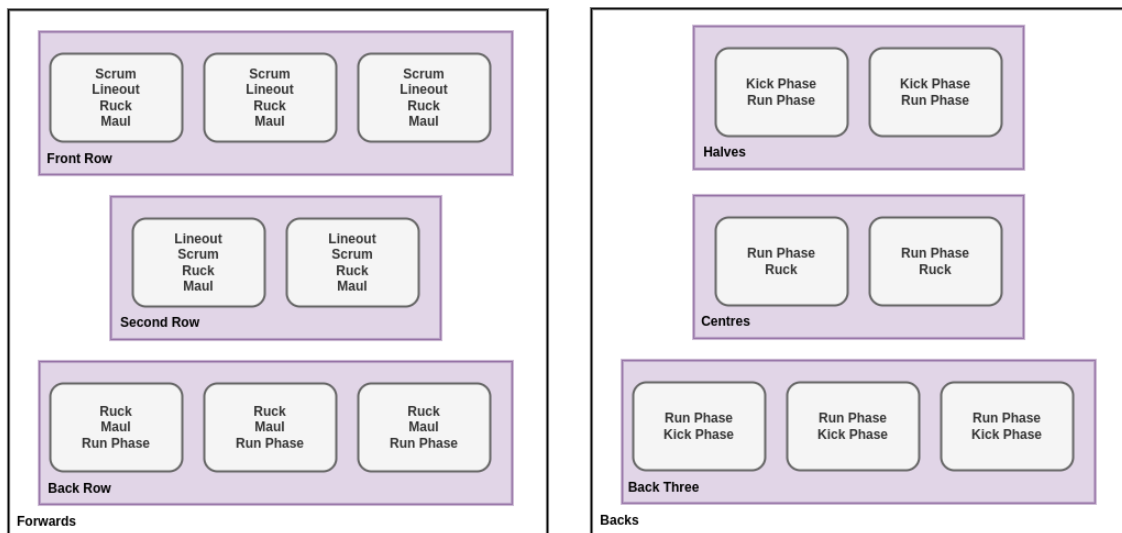 Scrum
Lineout
Ruck
Maul
Scrum
Lineout
Ruck
Maul
Scrum
Lineout
Ruck
Maul
Front Row
Lineout
Scrum
Ruck
Maul
Lineout
Scrum
Ruck
Maul
Second Row
Ruck
Maul
Run Phase
Ruck
Maul
Run Phase
Ruck
Maul
Run Phase
Back Row
Forwards
Kick Phase
Run Phase
Kick Phase
Run Phase
Halves
Run Phase
Ruck
Run Phase
Ruck
Centres
Run Phase
Kick Phase
Run Phase
Kick Phase
Run Phase
Kick Phase
Back Three
Backs